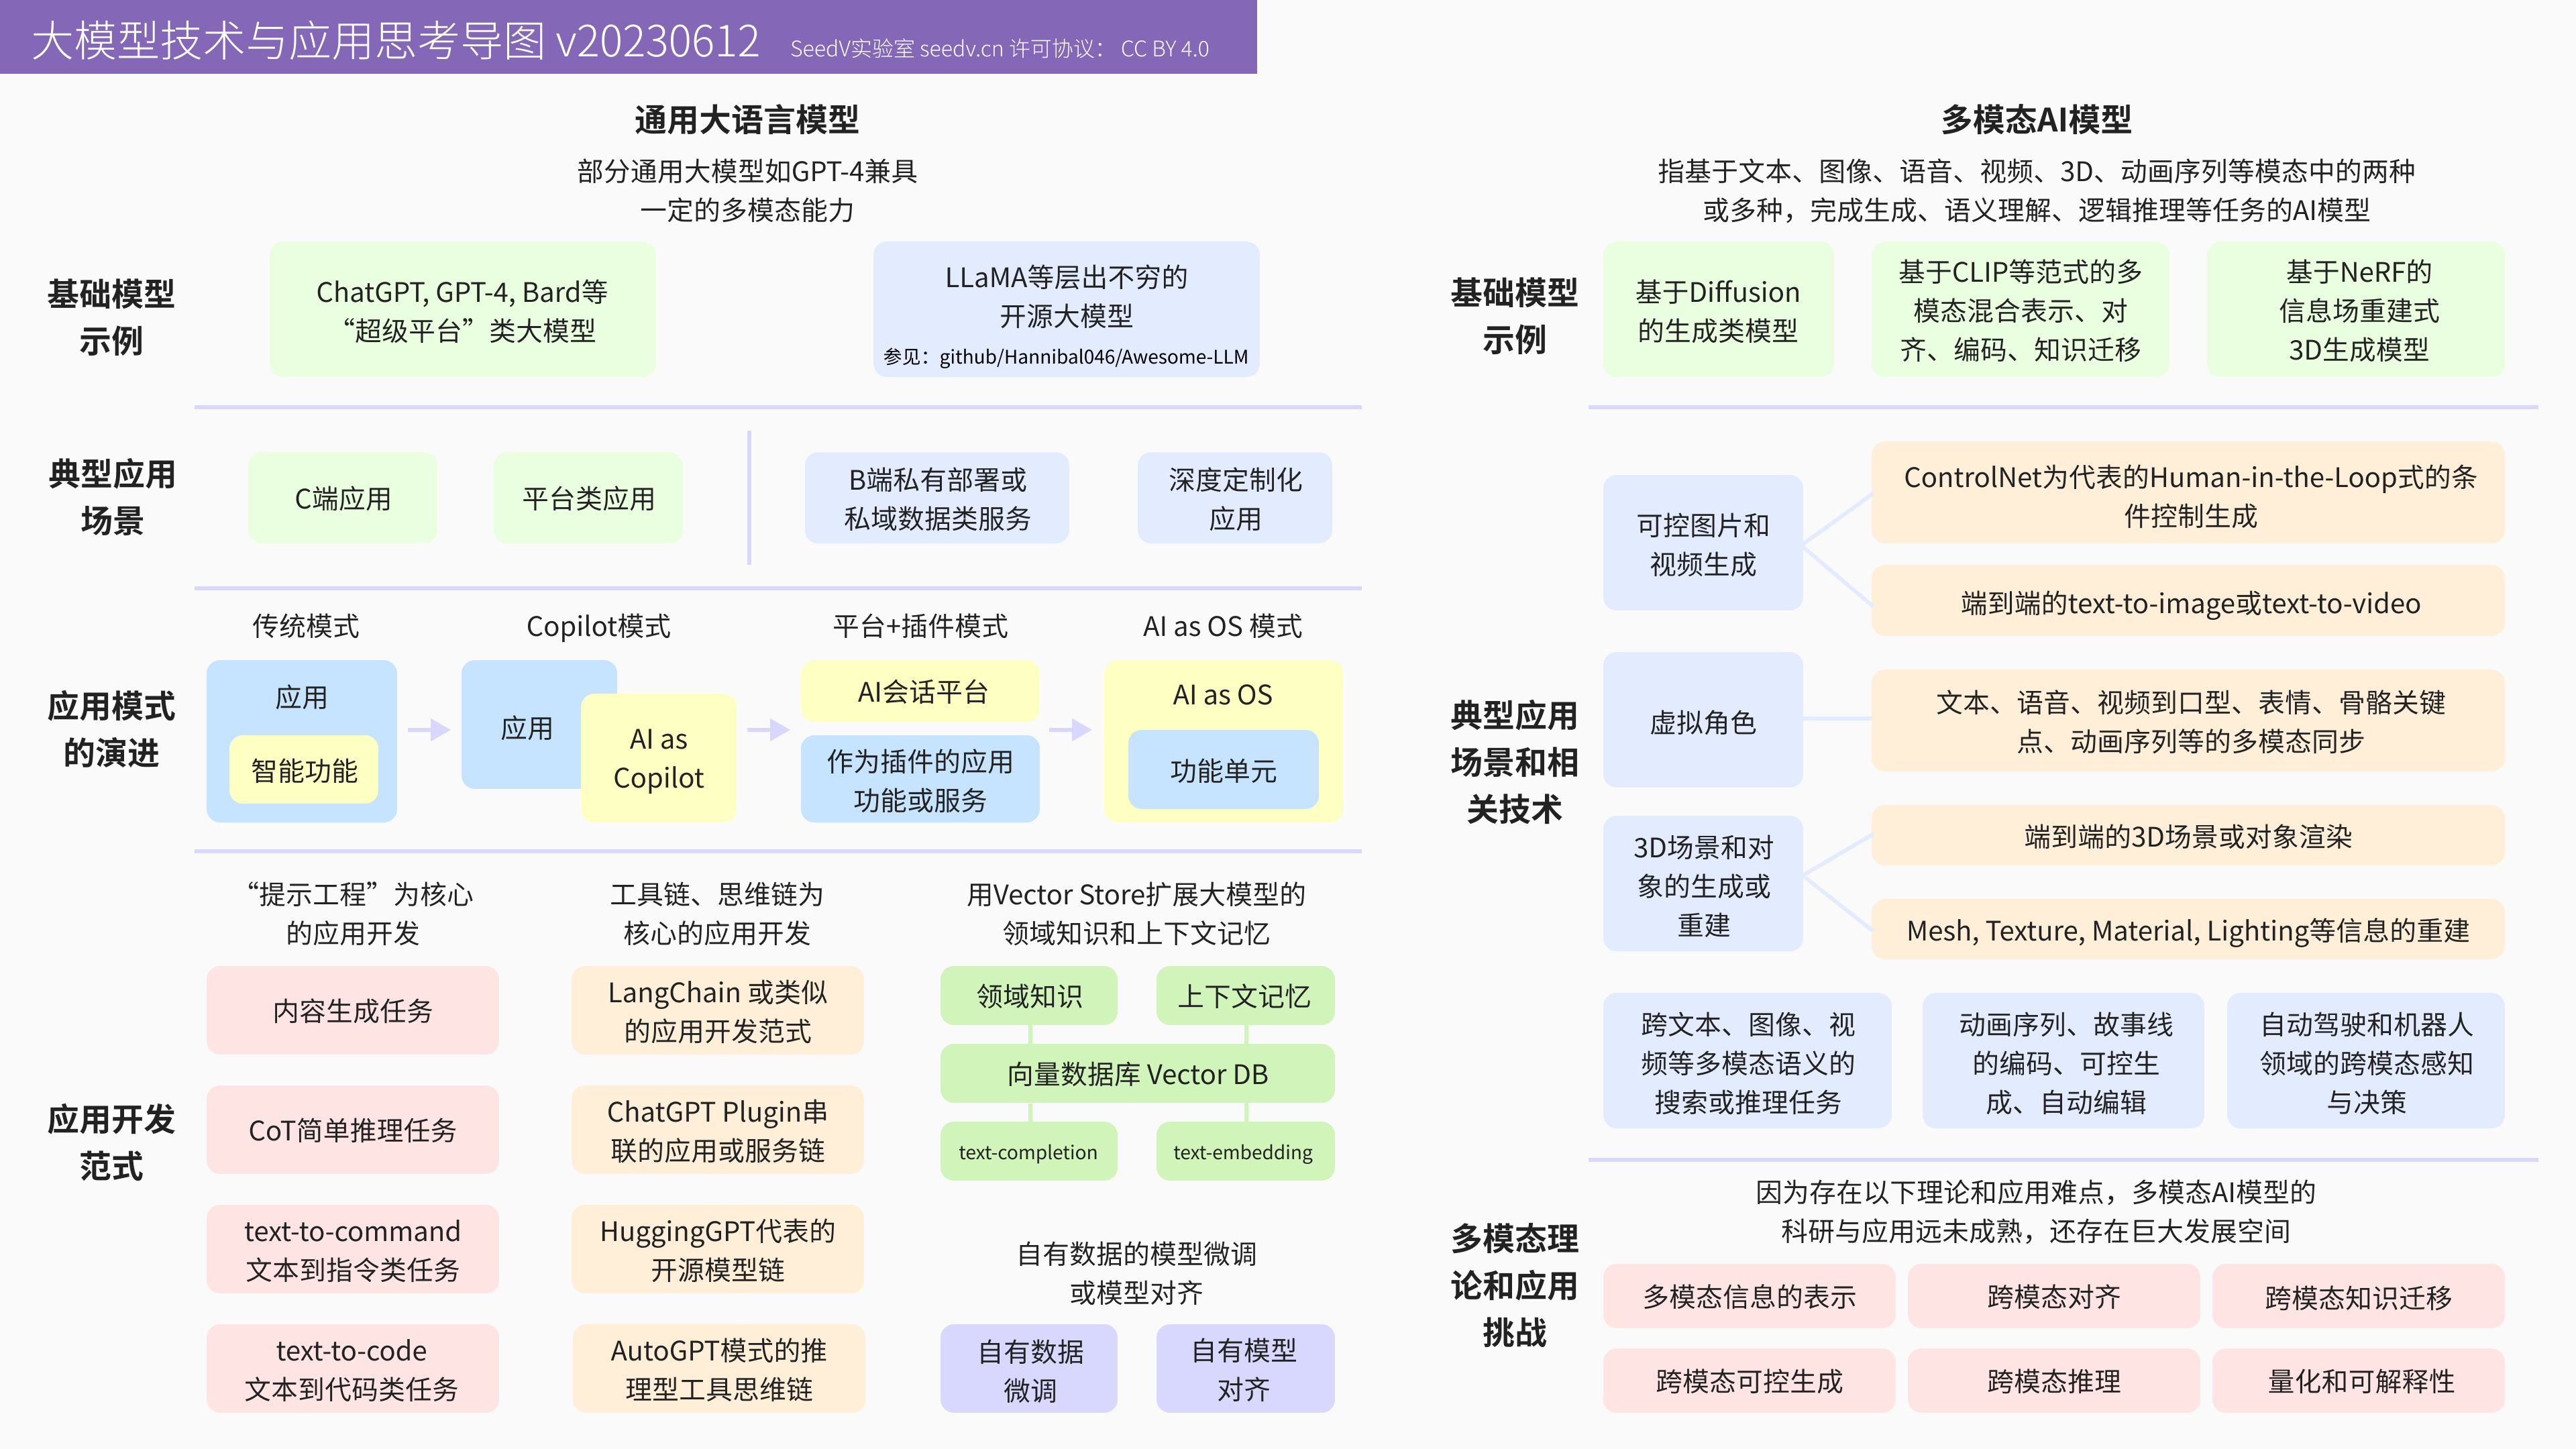 大模型技术与应用思考导图 v20230612 SeedV实验室 seedv.cn 许可协议： CC BY 4.0
通用大语言模型
部分通用大模型如GPT-4兼具
一定的多模态能力
基础模型
示例
ChatGPT, GPT-4, Bard等
“超级平台”类大模型
LLaMA等层出不穷的
开源大模型
参见：github/Hannibal046/Awesome-LLM
典型应用
场景
C端应用
平台类应用
B端私有部署或
私域数据类服务
深度定制化
应用
应用模式
的演进
传统模式
应用
智能功能
Copilot模式
应用
AI as
Copilot
平台+插件模式
AI会话平台
作为插件的应用
功能或服务
AI as OS 模式
AI as OS
功能单元
应用开发
范式
“提示工程”为核心
的应用开发
内容生成任务
CoT简单推理任务
text-to-command
文本到指令类任务
text-to-code
文本到代码类任务
工具链、思维链为
核心的应用开发
LangChain 或类似
的应用开发范式
ChatGPT Plugin串
联的应用或服务链
HuggingGPT代表的
开源模型链
AutoGPT模式的推
理型工具思维链
用Vector Store扩展大模型的
领域知识和上下文记忆
领域知识
上下文记忆
向量数据库 Vector DB
text-completion
text-embedding
自有数据的模型微调
或模型对齐
自有数据
微调
自有模型
对齐
多模态AI模型
指基于文本、图像、语音、视频、3D、动画序列等模态中的两种
或多种，完成生成、语义理解、逻辑推理等任务的AI模型
基础模型
示例
基于Diffusion
的生成类模型
基于CLIP等范式的多
模态混合表示、对
齐、编码、知识迁移
基于NeRF的
信息场重建式
3D生成模型
典型应用
场景和相
关技术
可控图片和
视频生成
ControlNet为代表的Human-in-the-Loop式的条
件控制生成
端到端的text-to-image或text-to-video
虚拟角色
文本、语音、视频到口型、表情、骨骼关键
点、动画序列等的多模态同步
3D场景和对
象的生成或
重建
端到端的3D场景或对象渲染
Mesh, Texture, Material, Lighting等信息的重建
跨文本、图像、视
频等多模态语义的
搜索或推理任务
动画序列、故事线
的编码、可控生
成、自动编辑
自动驾驶和机器人
领域的跨模态感知
与决策
多模态理
论和应用
挑战
因为存在以下理论和应用难点，多模态AI模型的
科研与应用远未成熟，还存在巨大发展空间
多模态信息的表示
跨模态对齐
跨模态知识迁移
跨模态可控生成
跨模态推理
量化和可解释性